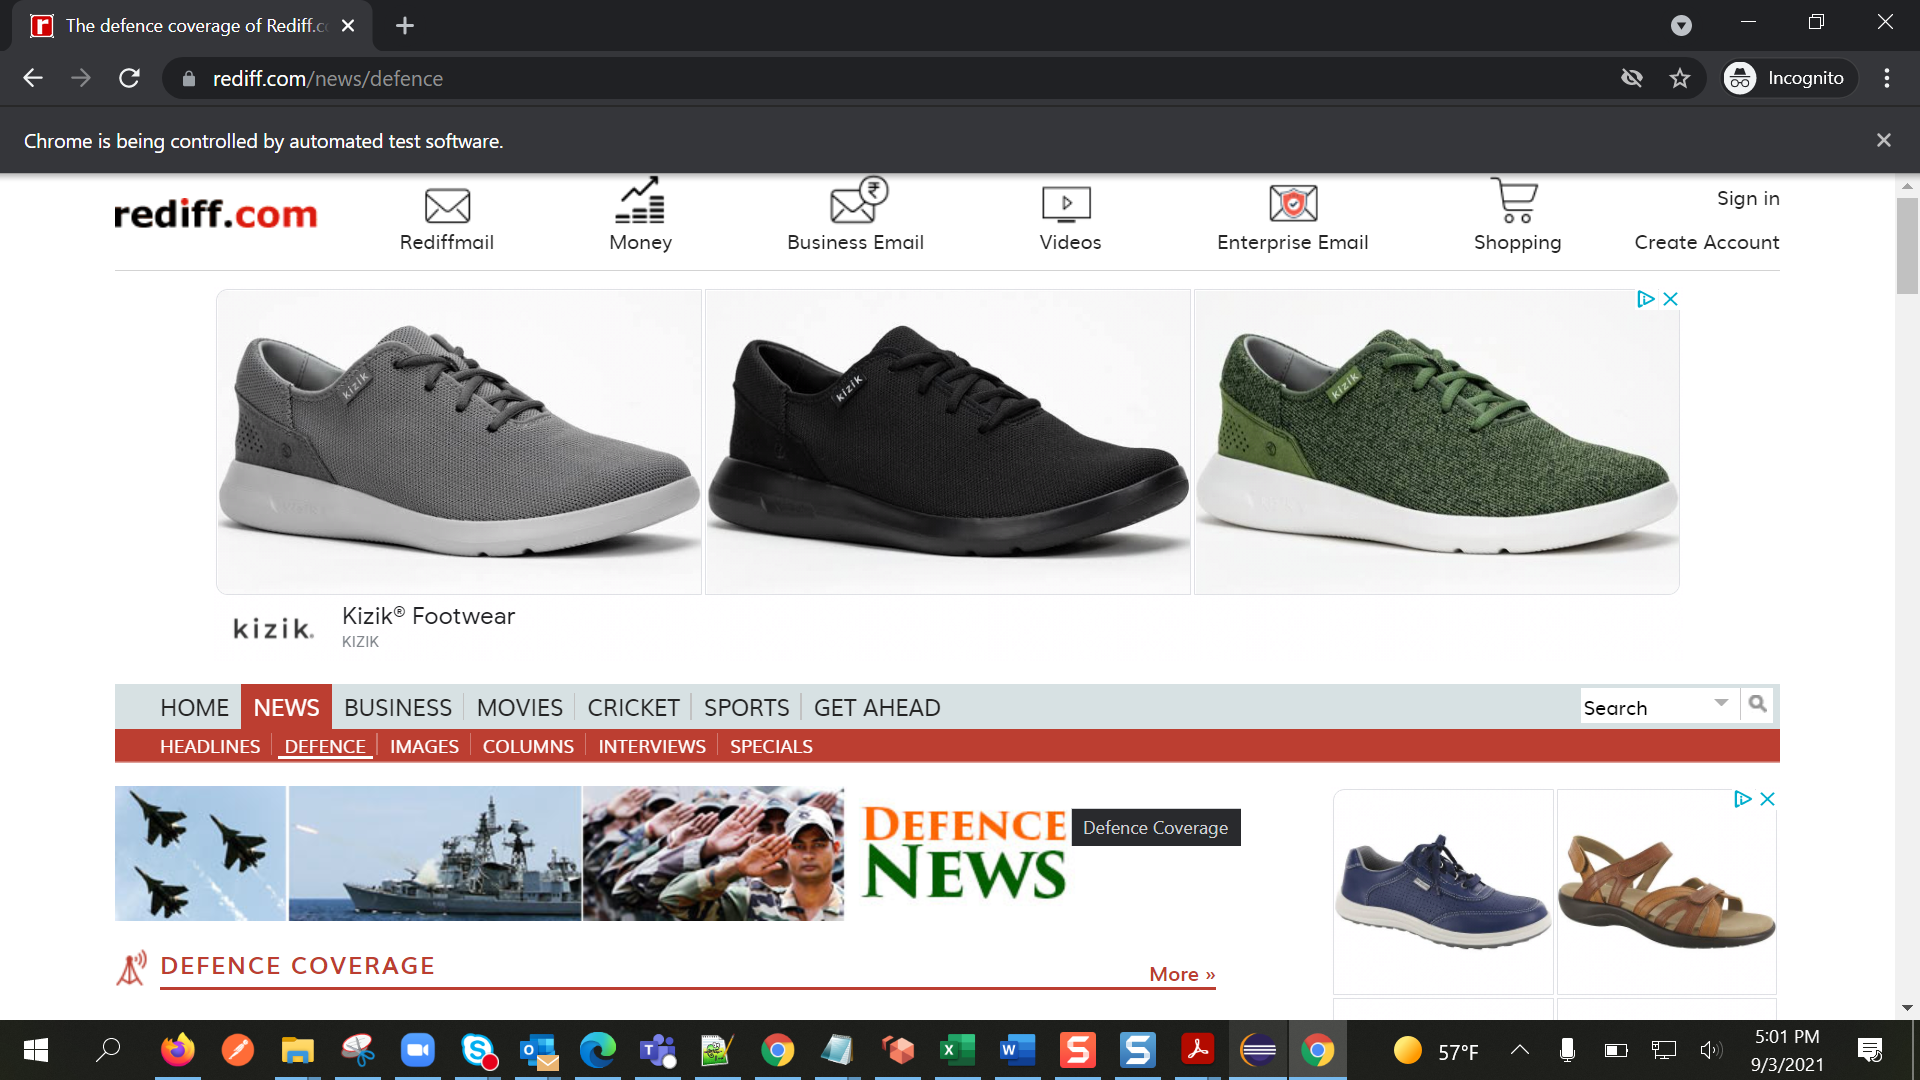 The defence coverage of Rediff.c
rediff.com/news/defence
Incognito
Chrome is being controlled by automated test software.
rediff.com
Rediffmail
Money
Business Email
Videos
Enterprise Email
Shopping
Sign in
Create Account
kizik
kizik
kizik
kizik.
Kizik® Footwear
KIZIK
HOME NEWS BUSINESS MOVIES CRICKET SPORTS GET AHEAD
Search
HEADLINES DEFENCE IMAGES COLUMNS INTERVIEWS SPECIALS
DEFENCE
NEWS
Defence Coverage
DEFENCE COVERAGE
More »
57°F
5:01 PM
9/3/2021